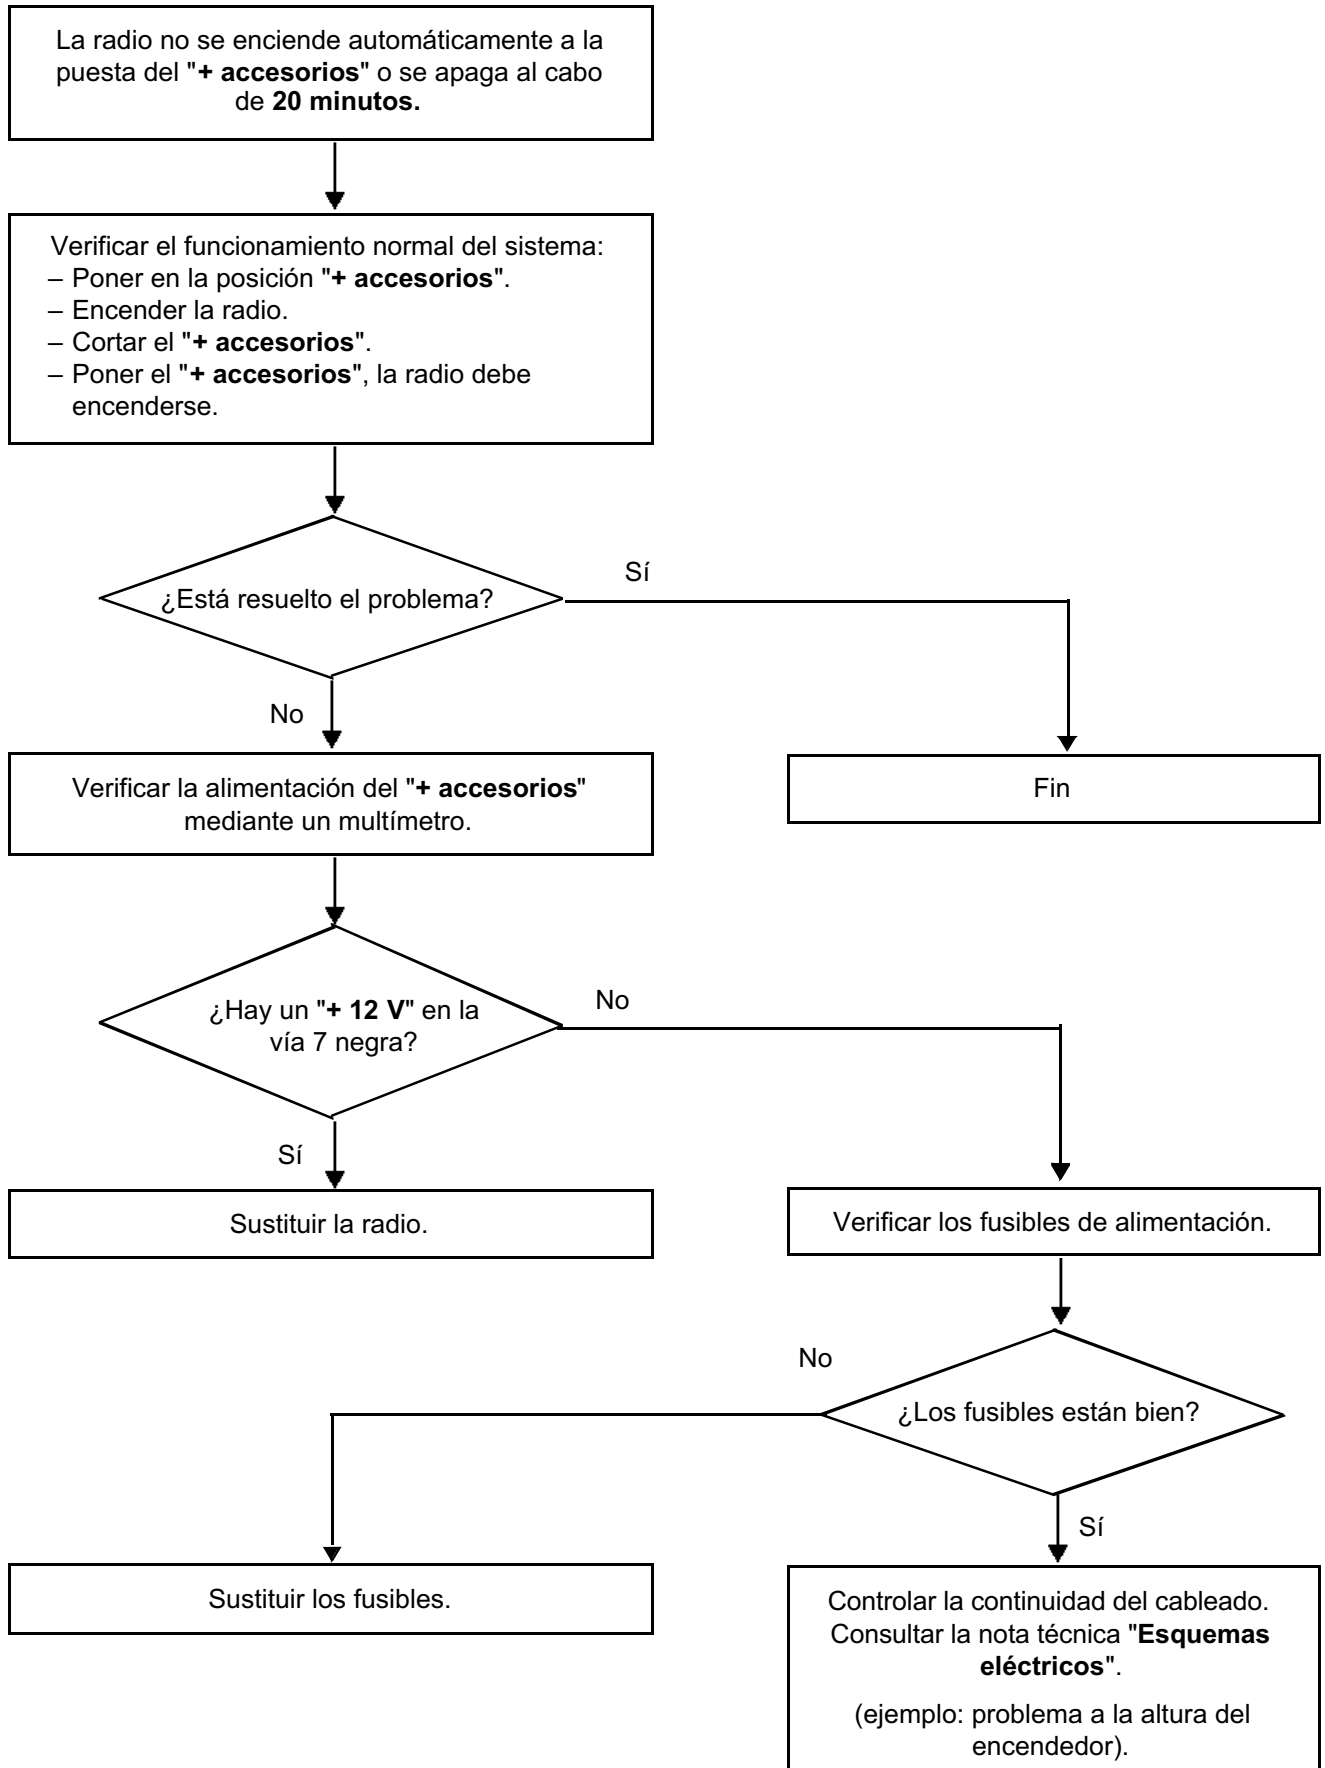 La radio no se enciende automáticamente a la
puesta del "+ accesorios" o se apaga al cabo
de 20 minutos.
Verificar el funcionamiento normal del sistema:
– Poner en la posición "+ accesorios".
– Encender la radio.
– Cortar el "+ accesorios".
– Poner el "+ accesorios", la radio debe
encenderse.
¿Está resuelto el problema?
Sí
No
Verificar la alimentación del "+ accesorios"
mediante un multímetro.
Fin
¿Hay un "+ 12 V" en la
vía 7 negra?
No
Sí
Sustituir la radio.
Verificar los fusibles de alimentación.
No
¿Los fusibles están bien?
Sí
Sustituir los fusibles.
Controlar la continuidad del cableado.
Consultar la nota técnica "Esquemas
eléctricos".
(ejemplo: problema a la altura del
encendedor).